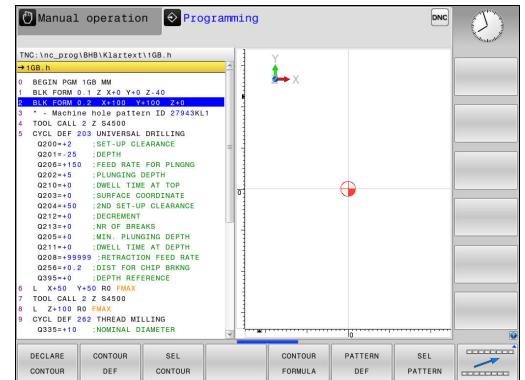 Manual operation
Programming
DNC
TNC:\nc_prog\BHB\Klartext\1GB.h
→1GB.h
0 BEGIN PGM 1GB MM
1 BLK FORM 0.1 Z X+0 Y+0 Z-40
2 BLK FORM 0.2 X+100 Y+100 Z+0
3 * - Machine hole pattern ID 27943KL1
4 TOOL CALL 2 Z S4500
5 CYCL DEF 203 UNIVERSAL DRILLING
Q200=+2 ;SET-UP CLEARANCE
Q201=-25 ;DEPTH
Q206=+150 ;FEED RATE FOR PLNGNG
Q202=+5 ;PLUNGING DEPTH
Q210=+0 ;DWELL TIME AT TOP
Q203=+0 ;SURFACE COORDINATE
Q204=+50 ;2ND SET-UP CLEARANCE
Q212=+0 ;DECREMENT
Q213=+0 ;NR OF BREAKS
Q205=+0 ;MIN. PLUNGING DEPTH
Q211=+0 ;DWELL TIME AT DEPTH
Q208=+99999 ;RETRACTION FEED RATE
Q256=+0.2 ;DIST FOR CHIP BRKNG
Q395=+0 ;DEPTH REFERENCE
6 L X+50 Y+50 R0 FMAX
7 TOOL CALL 2 Z S4500
8 L Z+100 R0 FMAX
9 CYCL DEF 262 THREAD MILLING
Q335=+10 ;NOMINAL DIAMETER
Y
X
0
0
DECLARE CONTOUR
CONTOUR DEF
SEL CONTOUR
CONTOUR FORMULA
PATTERN DEF
SEL PATTERN